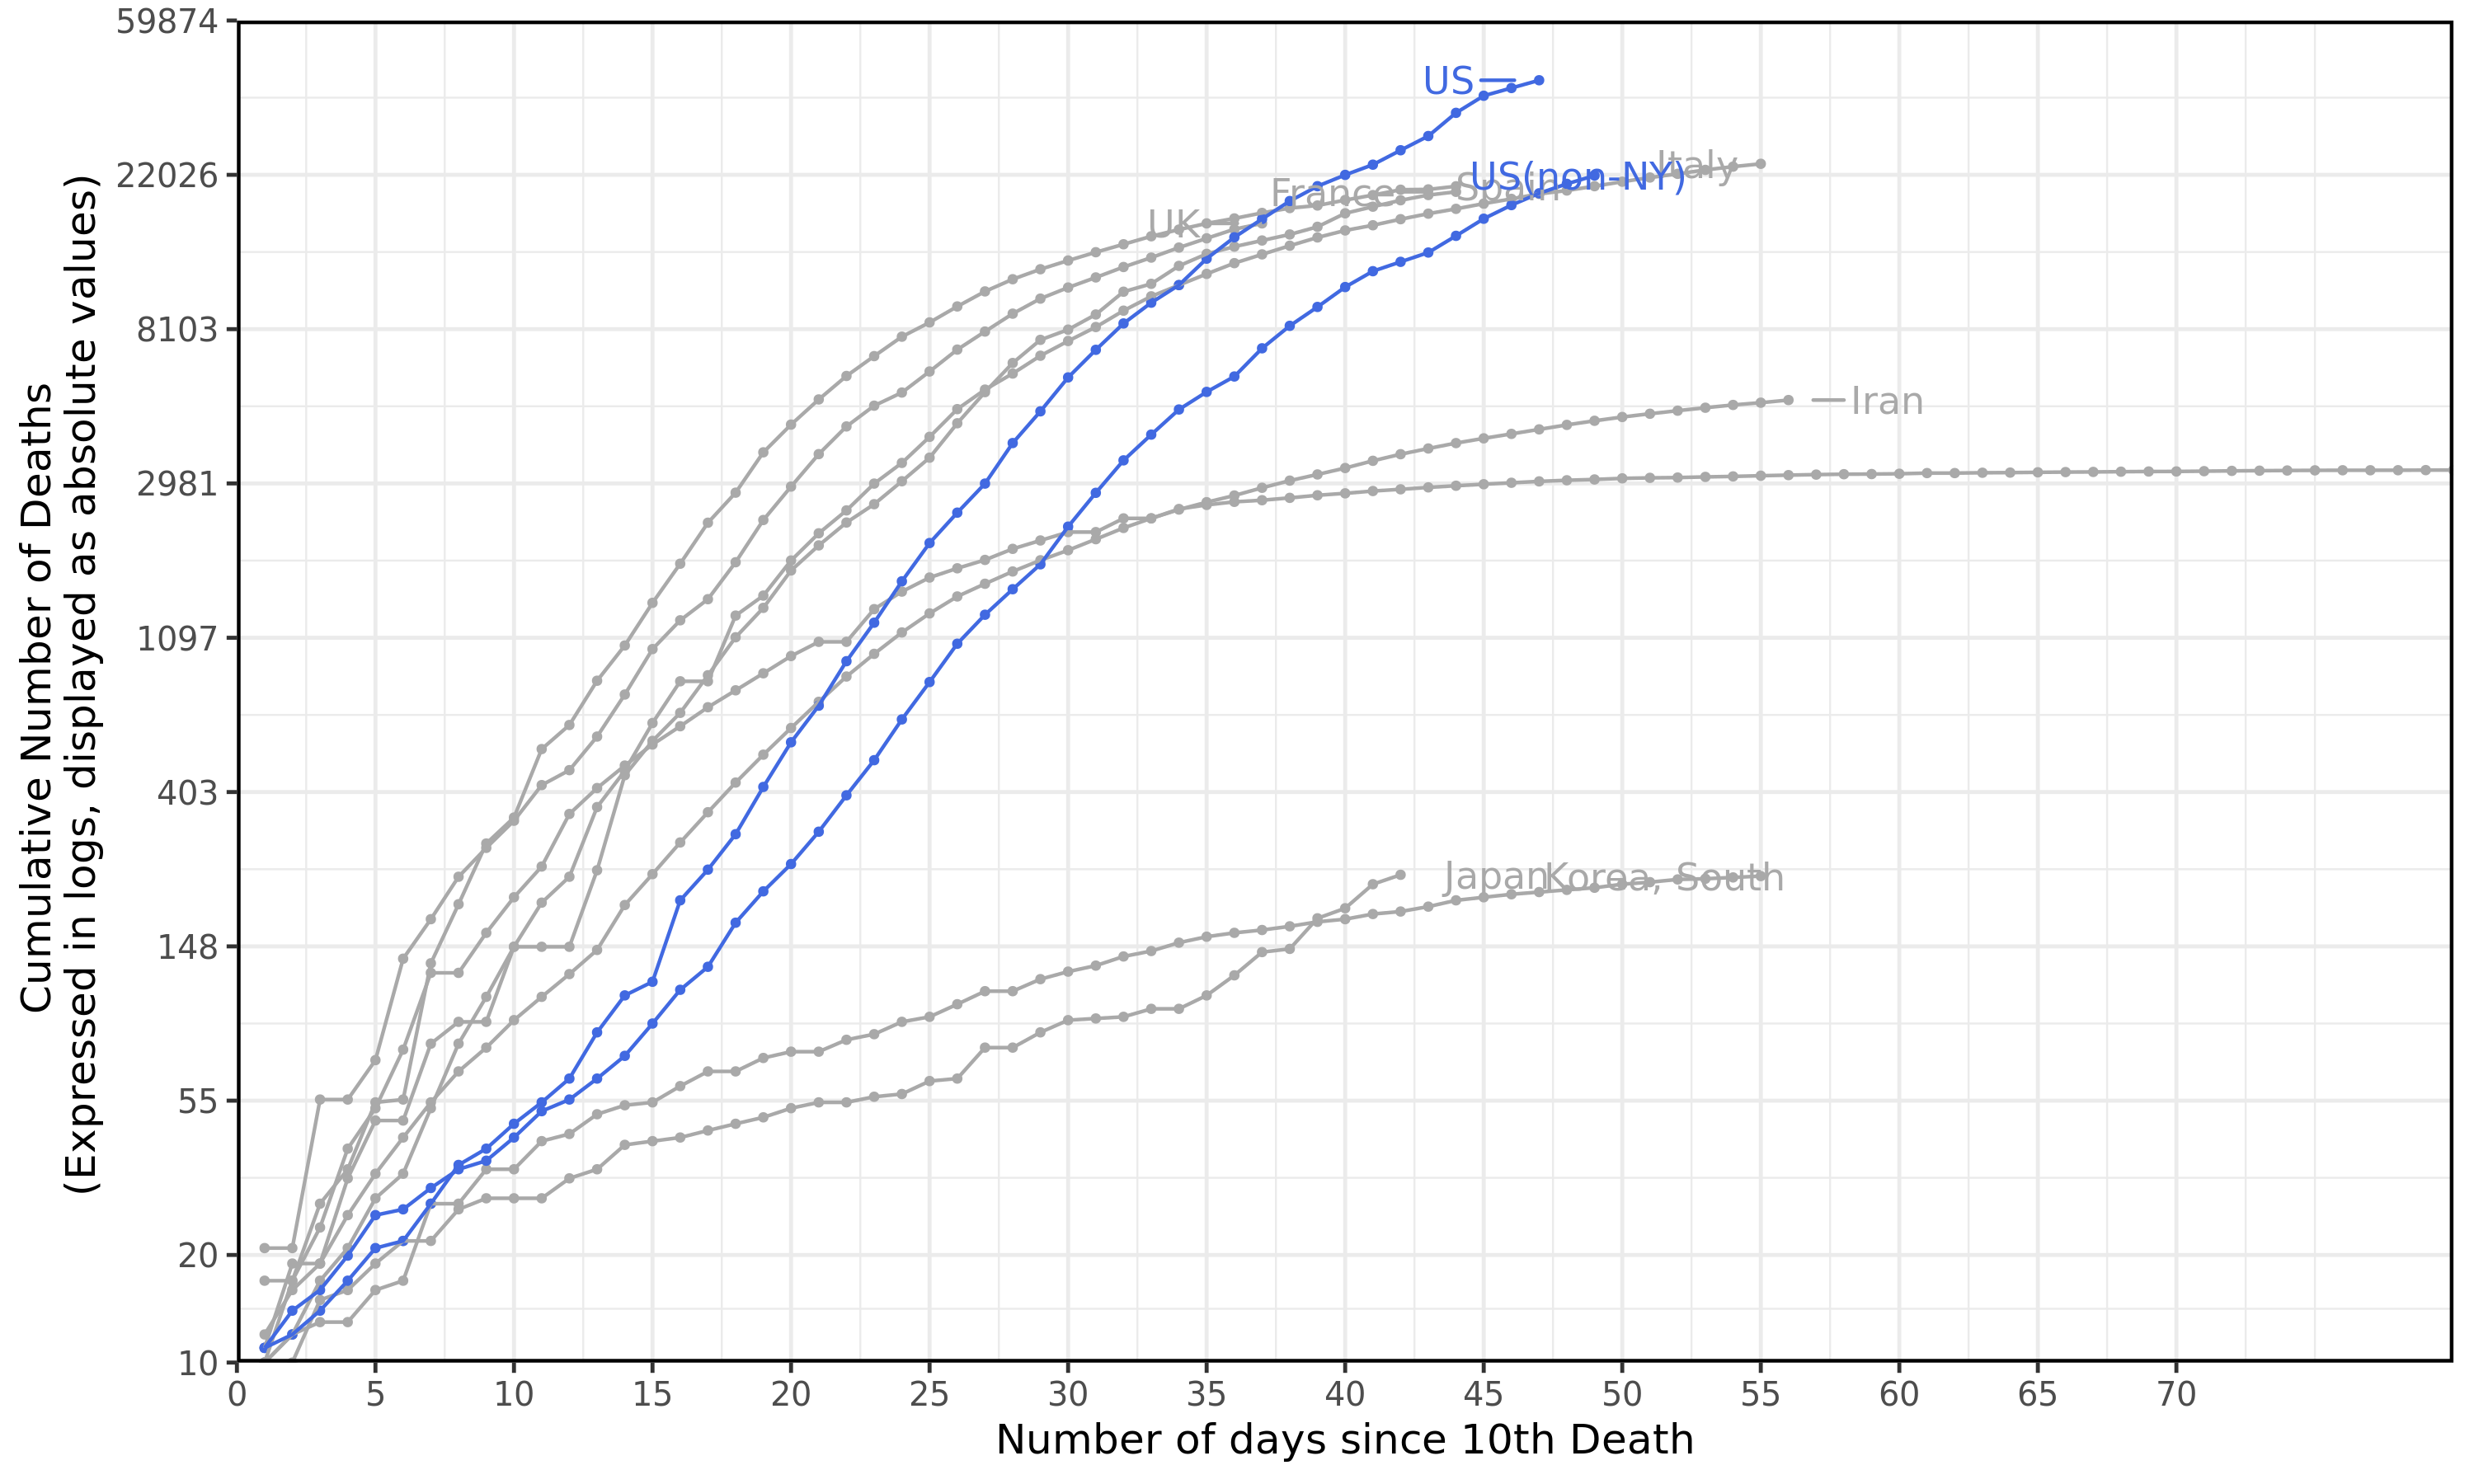 59874
22026
8103
2981
1097
403
148
55
20
10
Cumulative Number of Deaths
(Expressed in logs, displayed as absolute values)
US
US(non-NY)
Italy
France
Spain
UK
Iran
Japan
Korea, South
0 5 10 15 20 25 30 35 40 45 50 55 60 65 70
Number of days since 10th Death